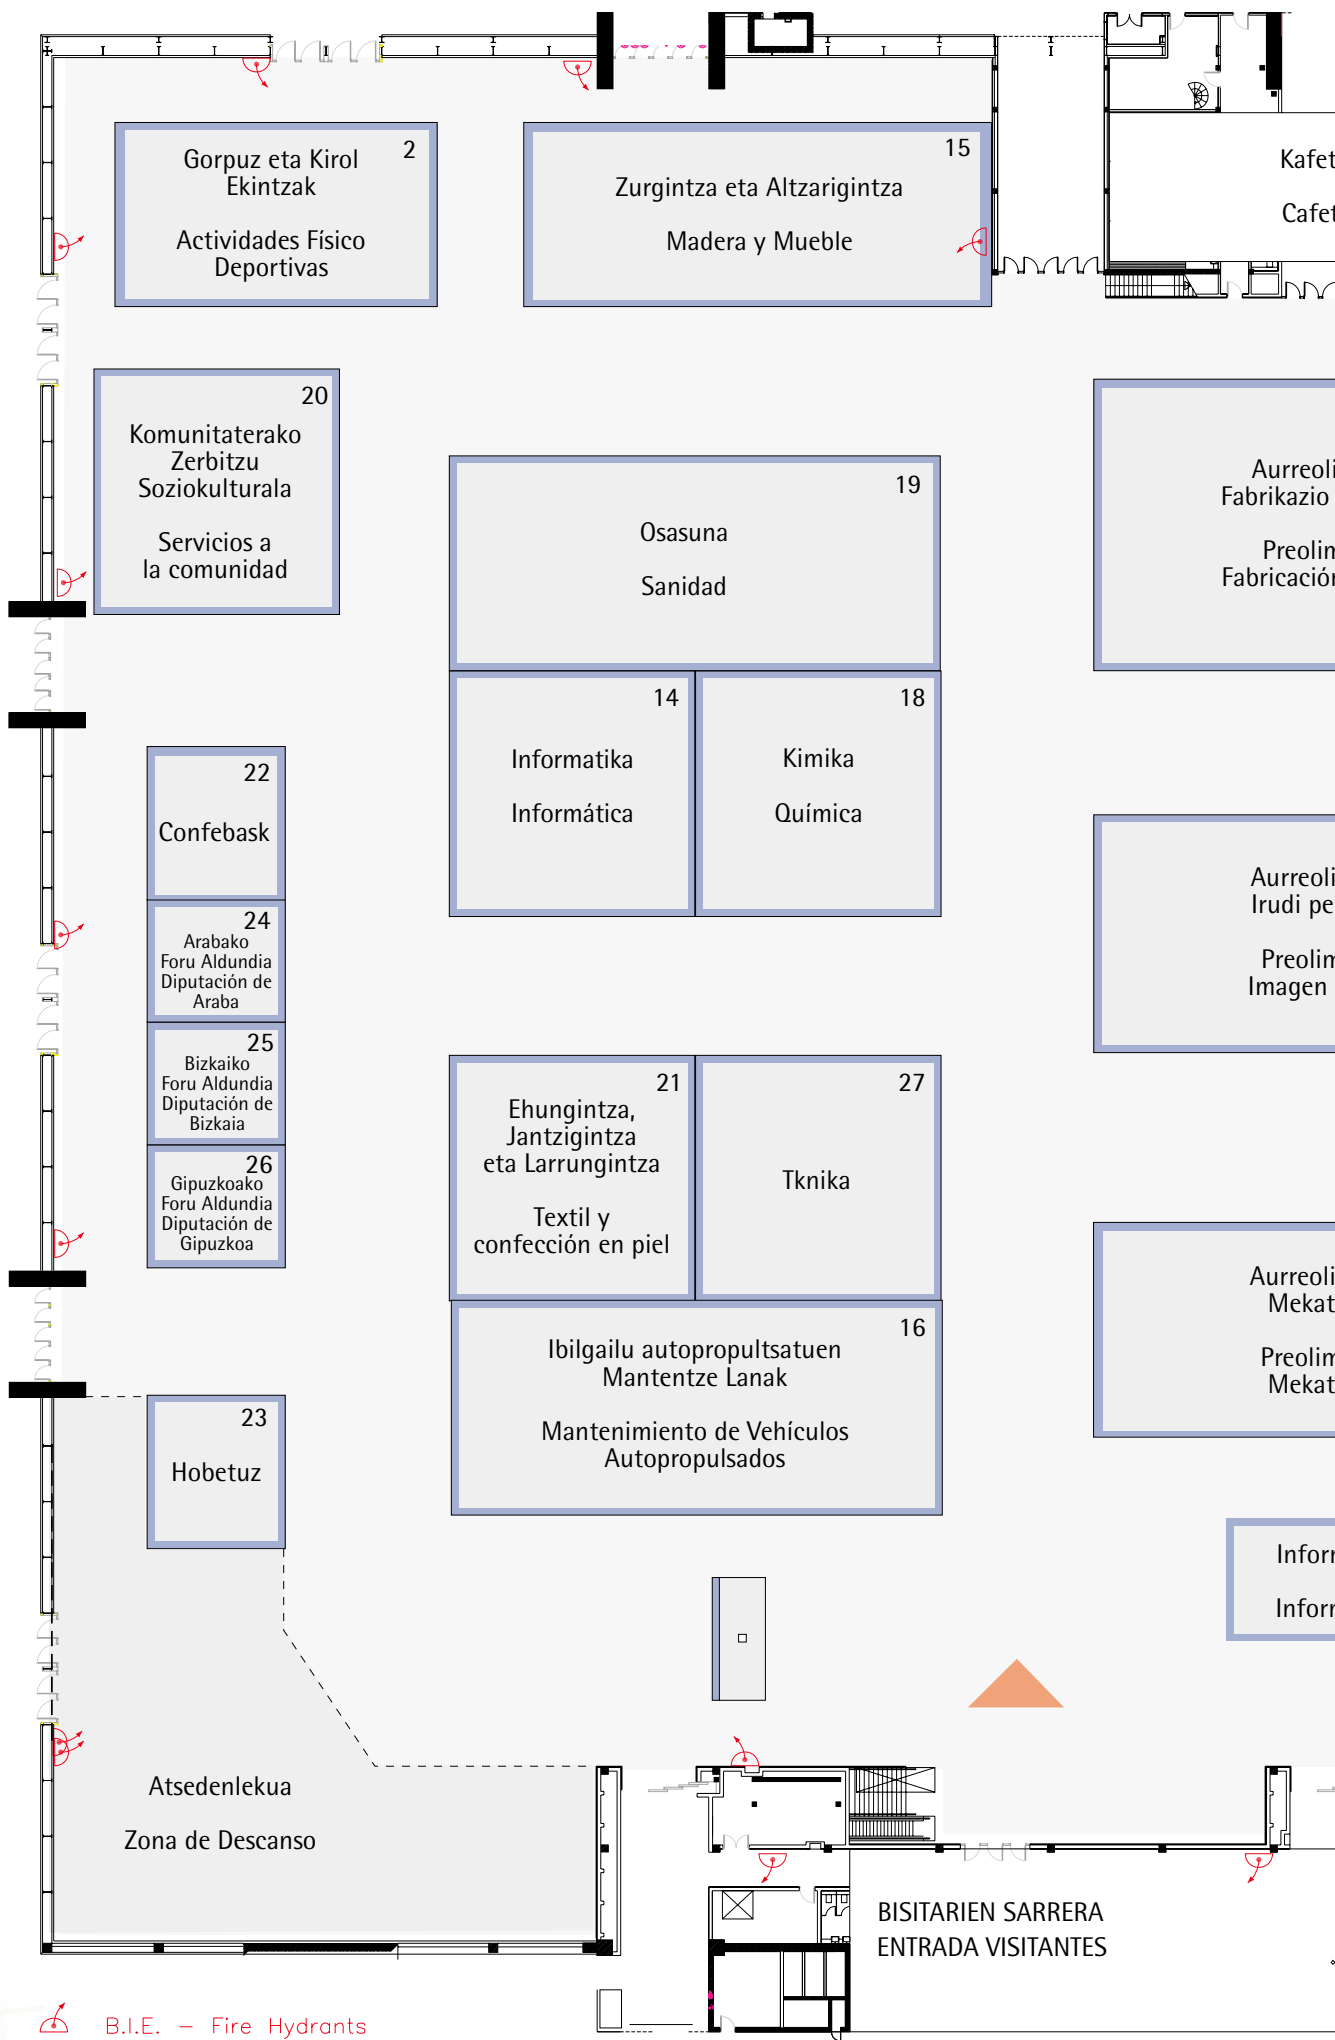 2
Gorpuz eta Kirol
Ekintzak
Actividades Físico
Deportivas
15
Zurgintza eta Altzarigintza
Madera y Mueble
20
Komunitaterako
Zerbitzu
Soziokulturala
Servicios a
la comunidad
19
Osasuna
Sanidad
Fabrikazio
14
Informatika
Informática
18
Kimika
Química
22
Confebask
24
Arabako
Foru Aldundia
Diputación de
Araba
25
Bizkaiko
Foru Aldundia
Diputación de
Bizkaia
26
Gipuzkoako
Foru Aldundia
Diputación de
Gipuzkoa
Irudi
Imagen
21
Ehungintza,
Jantzigintza
eta Larrungintza
Textil y
confección en piel
27
Tknika
16
Ibilgailu autopropultsatuen
Mantentze Lanak
Mantenimiento de Vehículos
Autopropulsados
23
Hobetuz
Atsedenlekua
Zona de Descanso
BISITARIEN SARRERA
ENTRADA VISITANTES
B.I.E. – Fire Hydrants